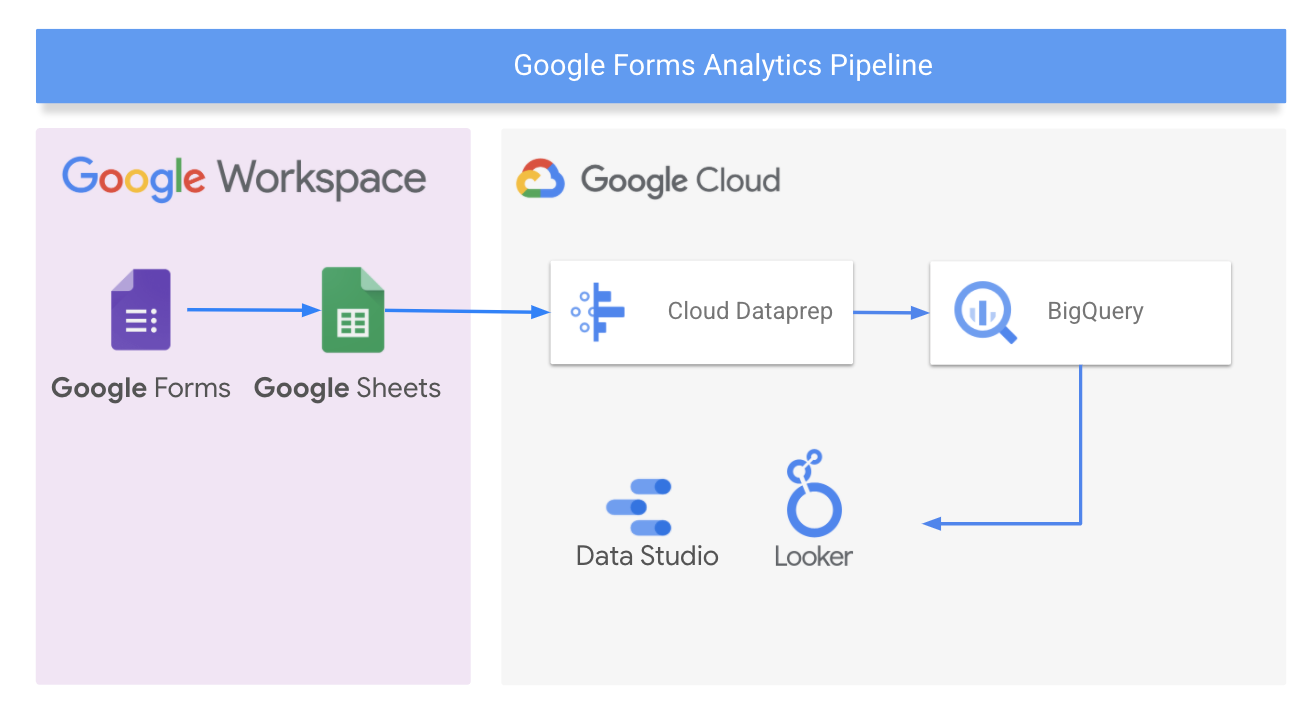 Google Forms Analytics Pipeline
Google Workspace
Google Cloud
Cloud Dataprep
BigQuery
Google Forms
Google Sheets
Data Studio
Looker